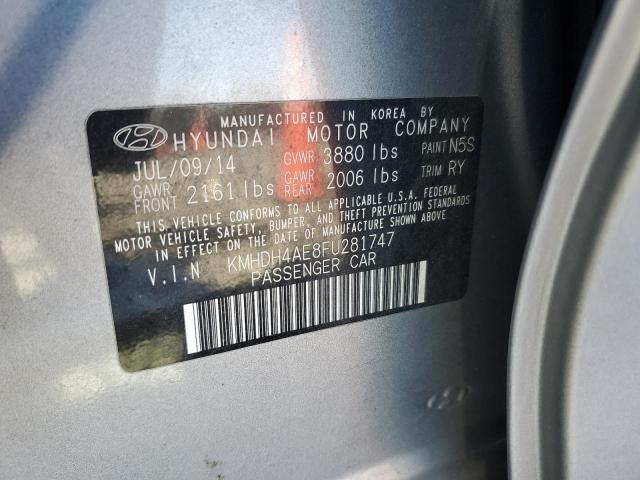 MANUFACTURED IN KOREA BY
HYUNDAI MOTOR COMPANY
JUL/09/14 GVWR 3880 lbs PAINT N5S
GAWR FRONT 2161 lbs GAWR REAR 2006 lbs TRIM RY
THIS VEHICLE CONFORMS TO ALL APPLICABLE U.S.A. FEDERAL
MOTOR VEHICLE SAFETY, BUMPER, AND THEFT PREVENTION STANDARDS
IN EFFECT ON THE DATE OF MANUFACTURE SHOWN ABOVE.
V.I.N KMHDH4AE8FU281747
PASSENGER CAR